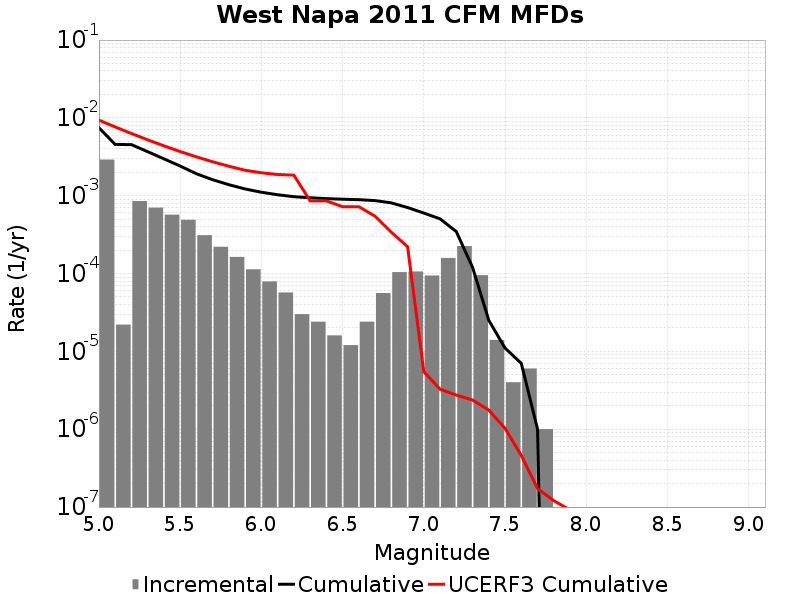 West Napa 2011 CFM MFDs
Rate (1/yr)
10-1
10-2
10-3
10-4
10-5
10-6
10-7
5.0 5.5 6.0 6.5 7.0 7.5 8.0 8.5 9.0
Magnitude
Incremental Cumulative UCERF3 Cumulative